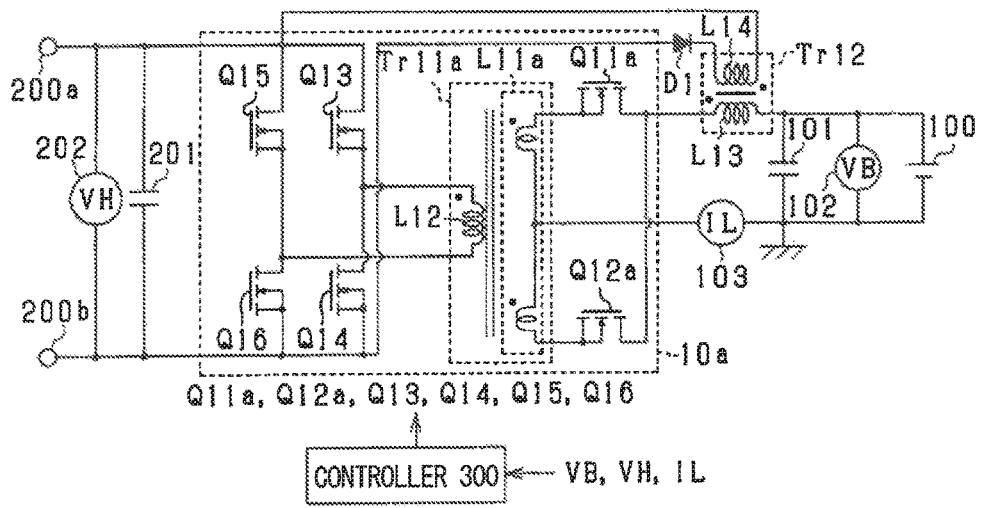 L14
Tr12
Q11a
L11a
Tr11a
D1
Q15
Q13
200a
202
201
VH
L13
101
100
VB
102
L12
IL
103
Q12a
200b
Q16
Q14
10a
Q11a, Q12a, Q13, Q14, Q15, Q16
CONTROLLER 300
VB, VH, IL